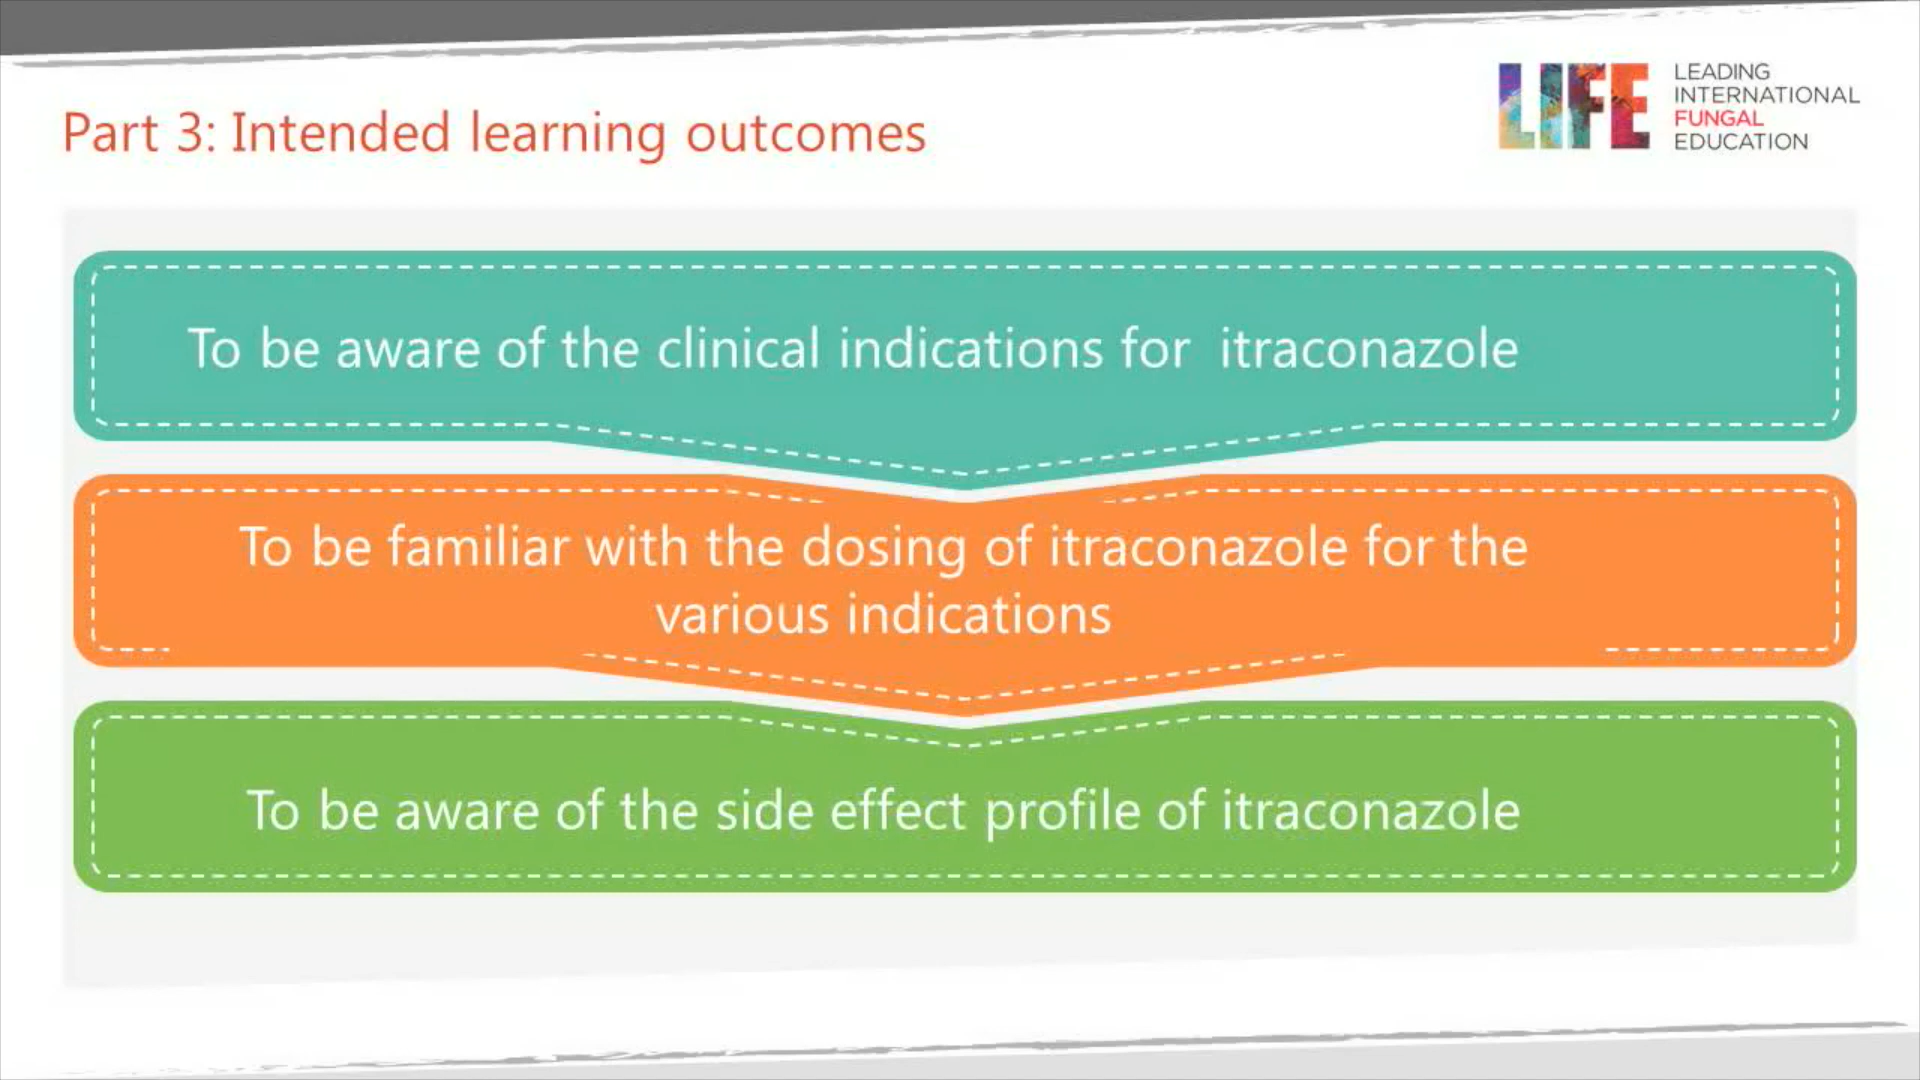 Part 3: Intended learning outcomes
LIFE
LEADING
INTERNATIONAL
FUNGAL
EDUCATION
To be aware of the clinical indications for itraconazole
To be familiar with the dosing of itraconazole for the
various indications
To be aware of the side effect profile of itraconazole